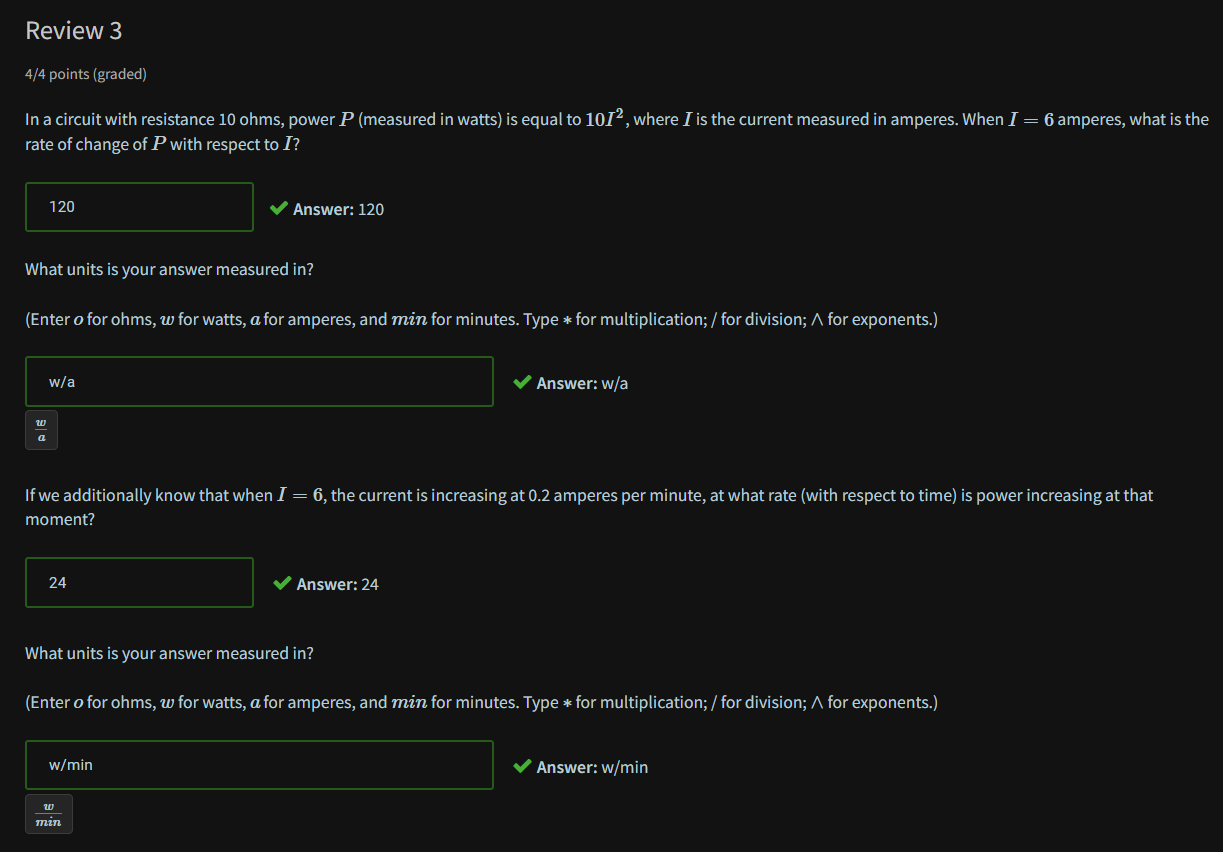 Review 3
4/4 points (graded)
In a circuit with resistance 10 ohms, power P (measured in watts) is equal to 10I², where I is the current measured in amperes. When I = 6 amperes, what is the
rate of change of P with respect to I?
120
Answer: 120
What units is your answer measured in?
(Enter o for ohms, w for watts, a for amperes, and min for minutes. Type * for multiplication; / for division; ∧ for exponents.)
w/a
Answer: w/a
w
a
If we additionally know that when I = 6, the current is increasing at 0.2 amperes per minute, at what rate (with respect to time) is power increasing at that
moment?
24
Answer: 24
What units is your answer measured in?
(Enter o for ohms, w for watts, a for amperes, and min for minutes. Type * for multiplication; / for division; ∧ for exponents.)
w/min
Answer: w/min
w
min